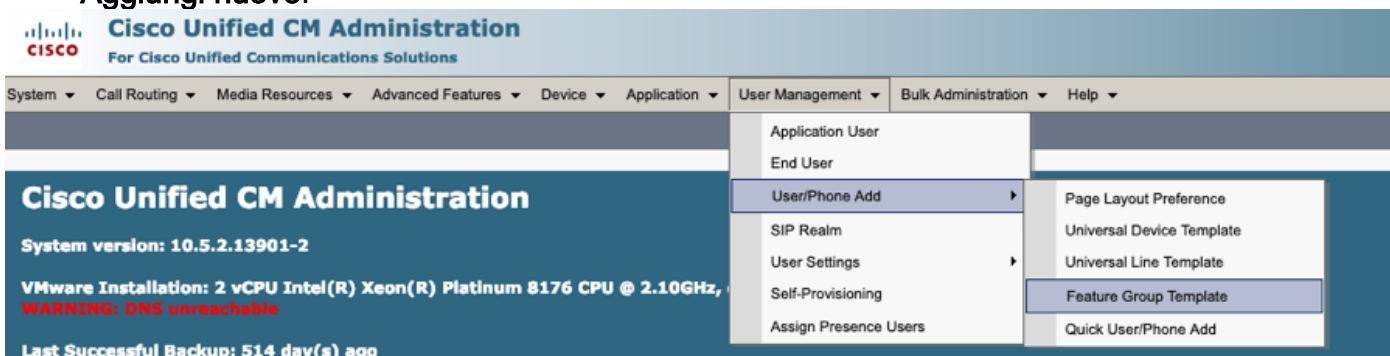 Aggiungi nuovo.
CISCO
Cisco Unified CM Administration
For Cisco Unified Communications Solutions
System Call Routing Media Resources Advanced Features Device Application User Management Bulk Administration Help
Application User
End User
User/Phone Add
SIP Realm
User Settings
Self-Provisioning
Assign Presence Users
Page Layout Preference
Universal Device Template
Universal Line Template
Feature Group Template
Quick User/Phone Add
Cisco Unified CM Administration
System version: 10.5.2.13901-2
VMware Installation: 2 vCPU Intel(R) Xeon(R) Platinum 8176 CPU @ 2.10GHz,
WARNING: DNS unreachable
Last Successful Backup: 514 day(s) ago